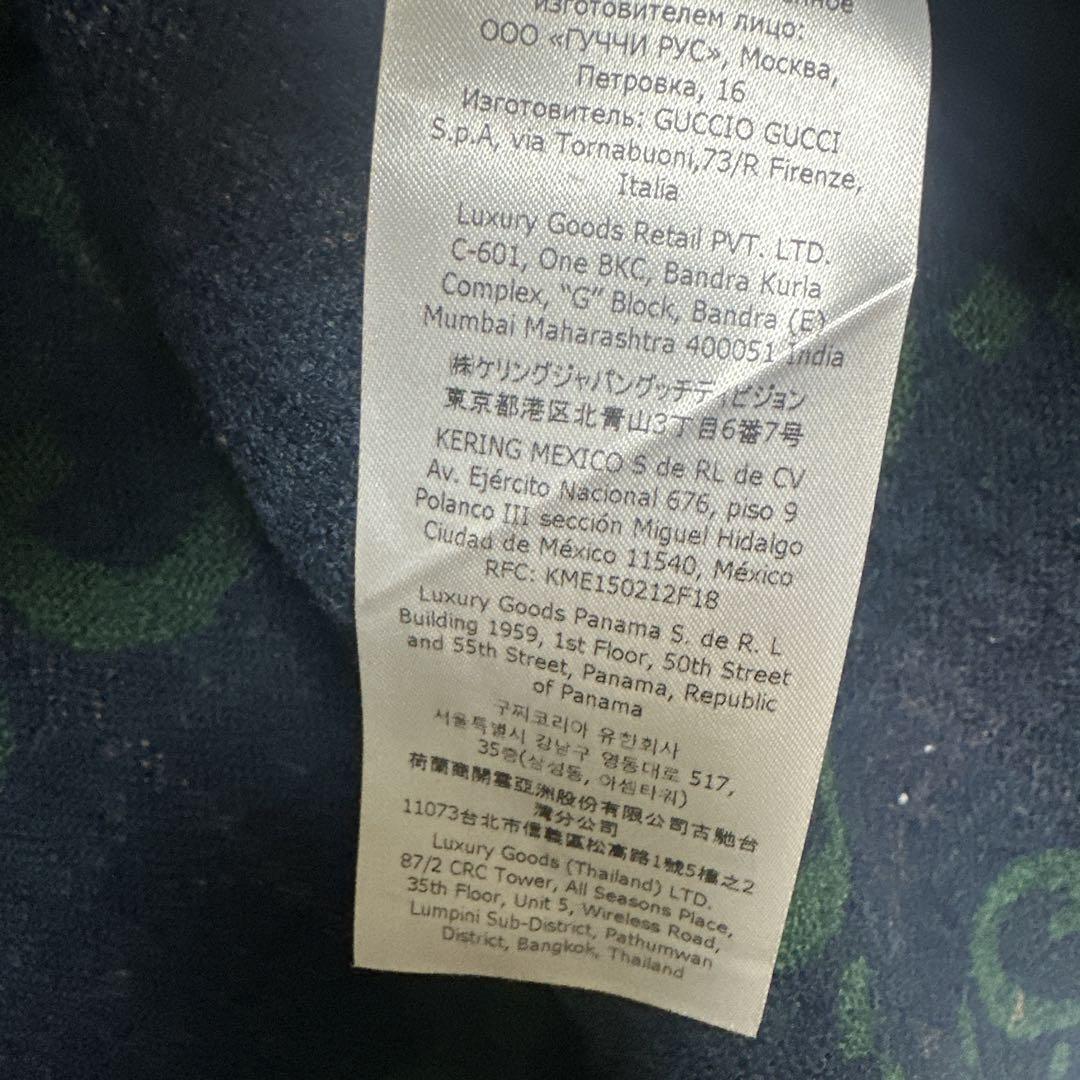 изготовителем лицо:
ООО «ГУЧЧИ РУС», Москва,
Петровка, 16
Изготовитель: GUCCIO GUCCI
S.p.A, via Tornabuoni,73/R Firenze,
Italia
Luxury Goods Retail PVT. LTD.
C-601, One BKC, Bandra Kurla
Complex, “G” Block, Bandra (E)
Mumbai Maharashtra 400051 India
㈱ケリングジャパングッチディビジョン
東京都港区北青山3丁目6番7号
KERING MEXICO S de RL de CV
Av. Ejército Nacional 676, piso 9
Polanco III sección Miguel Hidalgo
Ciudad de México 11540, México
RFC: KME150212F18
Luxury Goods Panama S. de R. L
Building 1959, 1st Floor, 50th Street
and 55th Street, Panama, Republic
of Panama
구찌코리아 유한회사
서울특별시 강남구 영동대로 517,
35층(삼성동, 아셈타워)
荷蘭商開雲亞洲股份有限公司古馳台
灣分公司
11073台北市信義區松高路1號5樓之2
Luxury Goods (Thailand) LTD.
87/2 CRC Tower, All Seasons Place,
35th Floor, Unit 5, Wireless Road,
Lumpini Sub-District, Pathumwan
District, Bangkok, Thailand